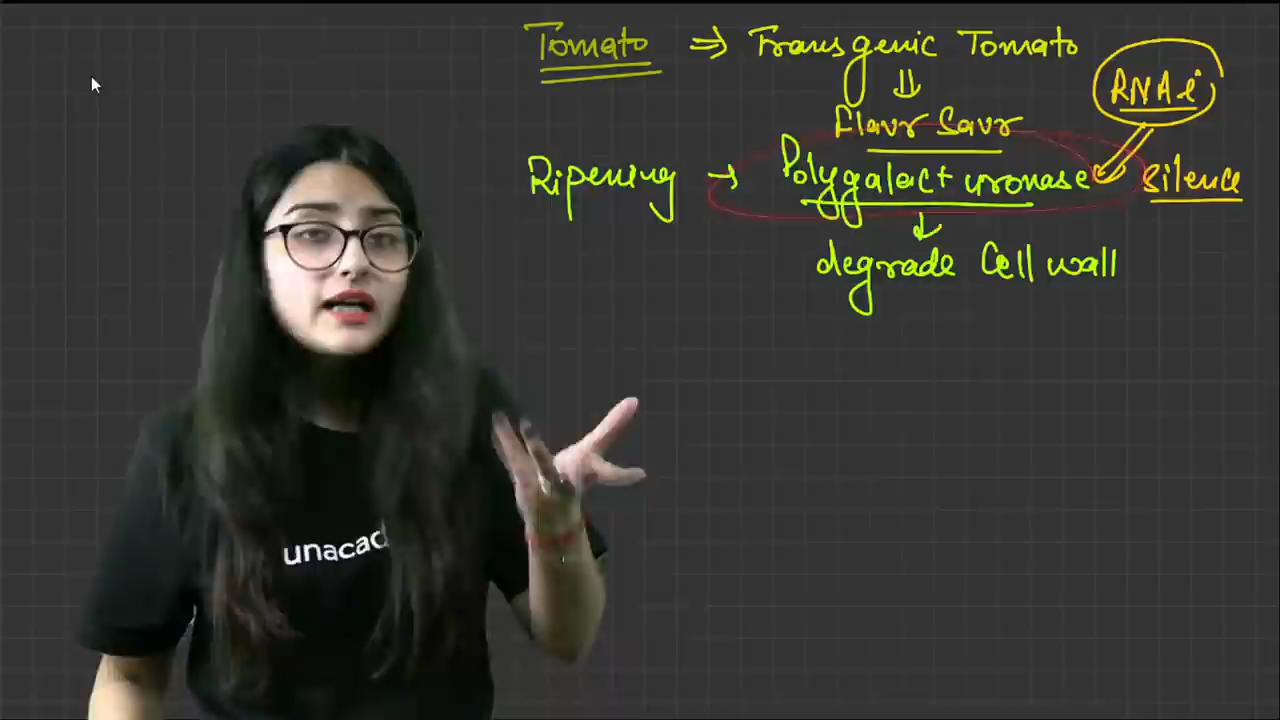 Tomato ⇒ Transgenic Tomato
⇓
Flavr Savr
RNAi
Ripening → Polygalacturonase silence
↓
degrade Cell wall
unacad